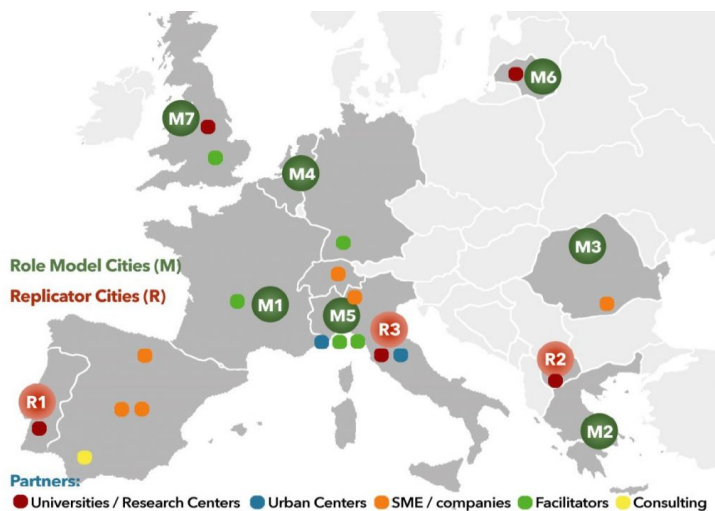 M6
M7
M4
M3
Role Model Cities (M)
Replicator Cities (R)
M1
M5
R3
R2
R1
M2
Partners:
Universities / Research Centers
Urban Centers
SME / companies
Facilitators
Consulting